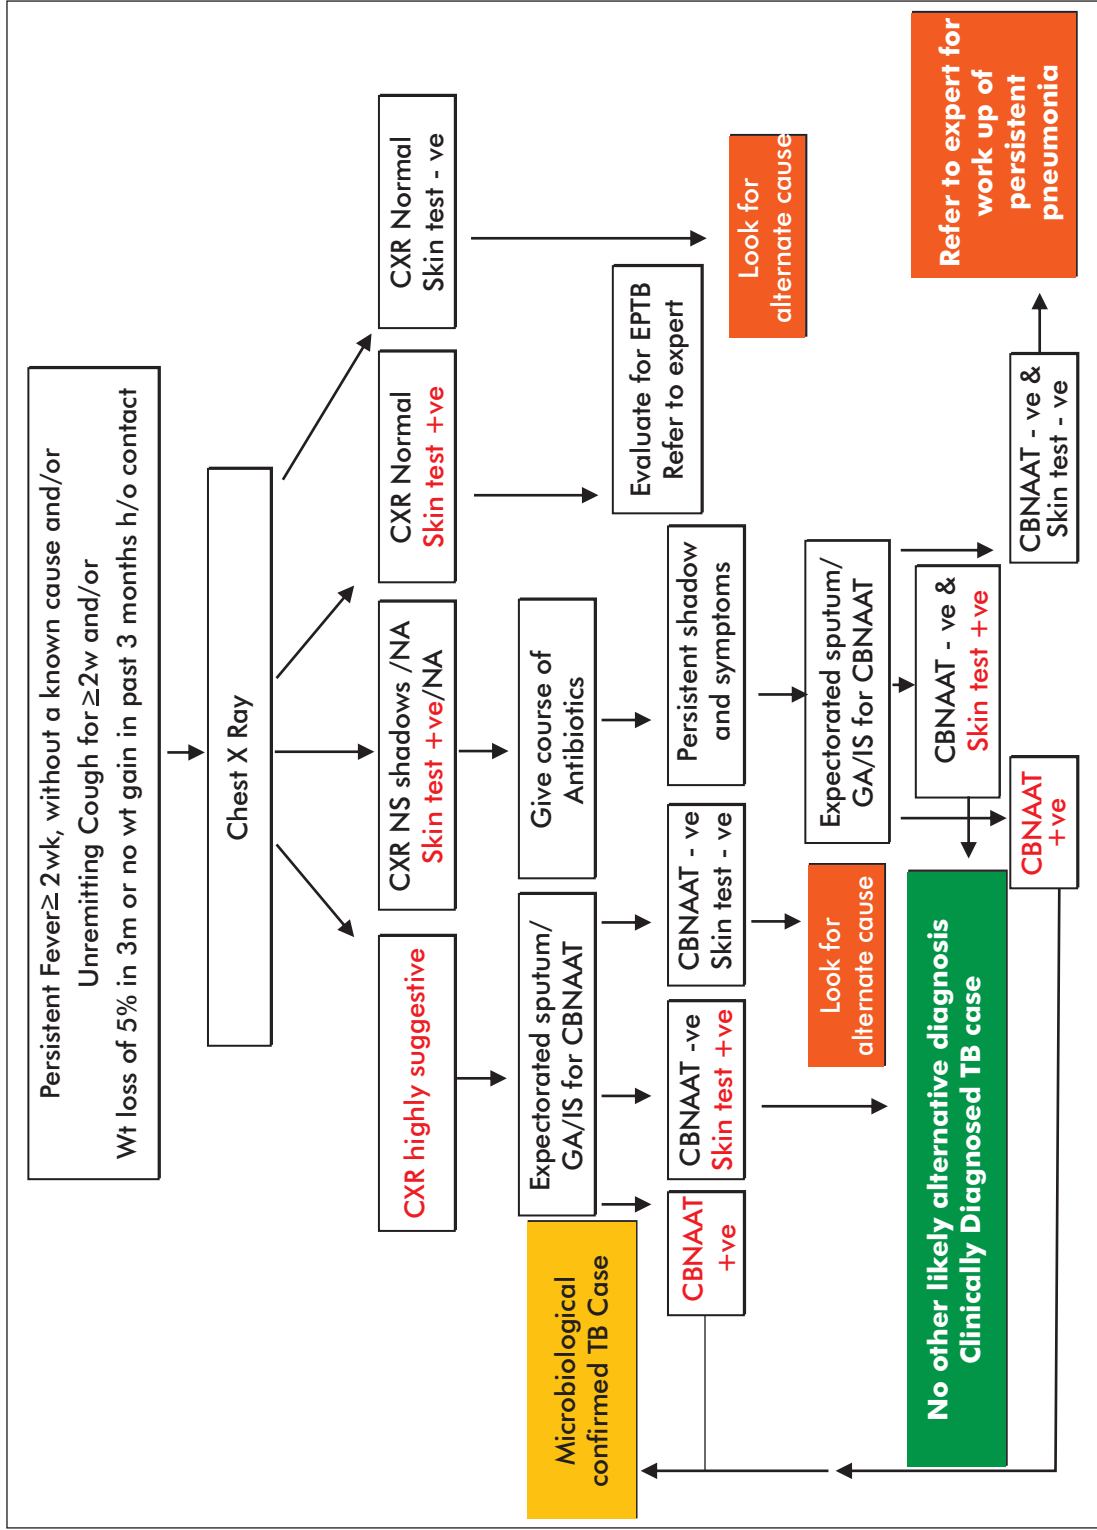 Persistent Fever≥ 2wk, without a known cause and/or
Unremitting Cough for ≥2w and/or
Wt loss of 5% in 3m or no wt gain in past 3 months h/o contact
Chest X Ray
CXR highly suggestive
CXR NS shadows /NA
Skin test +ve/NA
CXR Normal
Skin test +ve
CXR Normal
Skin test - ve
Expectorated sputum/
GA/IS for CBNAAT
Give course of
Antibiotics
Evaluate for EPTB
Refer to expert
Look for
alternate cause
Microbiological
confirmed TB Case
CBNAAT
+ve
CBNAAT -ve
Skin test +ve
CBNAAT - ve
Skin test - ve
Persistent shadow
and symptoms
Look for
alternate cause
Expectorated sputum/
GA/IS for CBNAAT
No other likely alternative diagnosis
Clinically Diagnosed TB case
CBNAAT
+ve
CBNAAT - ve &
Skin test +ve
CBNAAT - ve &
Skin test - ve
Refer to expert for
work up of
persistent
pneumonia